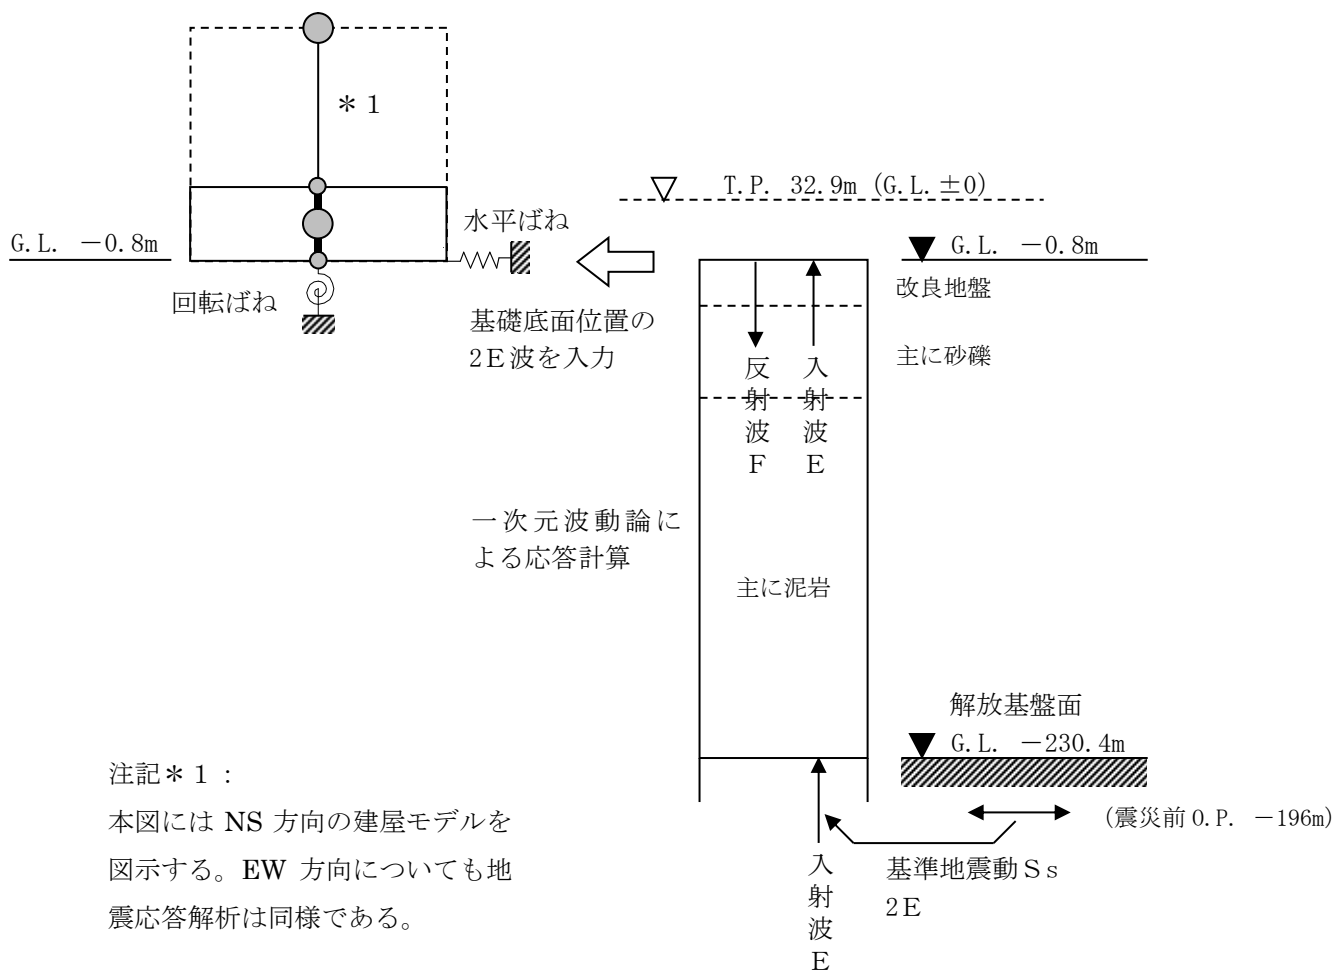 ＊1
T.P. 32.9m (G.L.±0)
水平ばね
G.L. －0.8m
G.L. －0.8m
回転ばね
改良地盤
基礎底面位置の
2Ｅ波を入力
主に砂礫
反射波Ｆ
入射波Ｅ
一次元波動論に
よる応答計算
主に泥岩
解放基盤面
G.L. －230.4m
(震災前 O.P. －196m)
基準地震動Ｓs
2Ｅ
入射波Ｅ
注記＊1：
本図には NS 方向の建屋モデルを
図示する。EW 方向についても地
震応答解析は同様である。